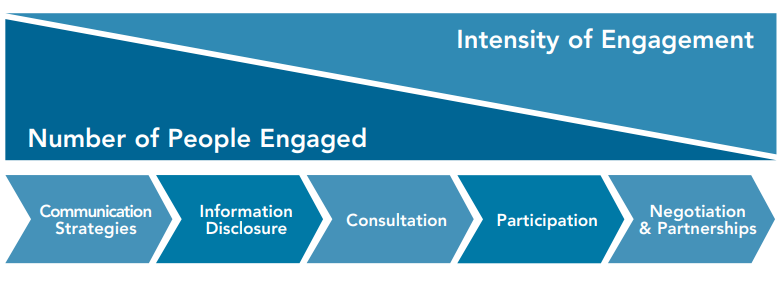 Intensity of Engagement
Number of People Engaged
Communication
Strategies
Information
Disclosure
Consultation
Participation
Negotiation
& Partnerships